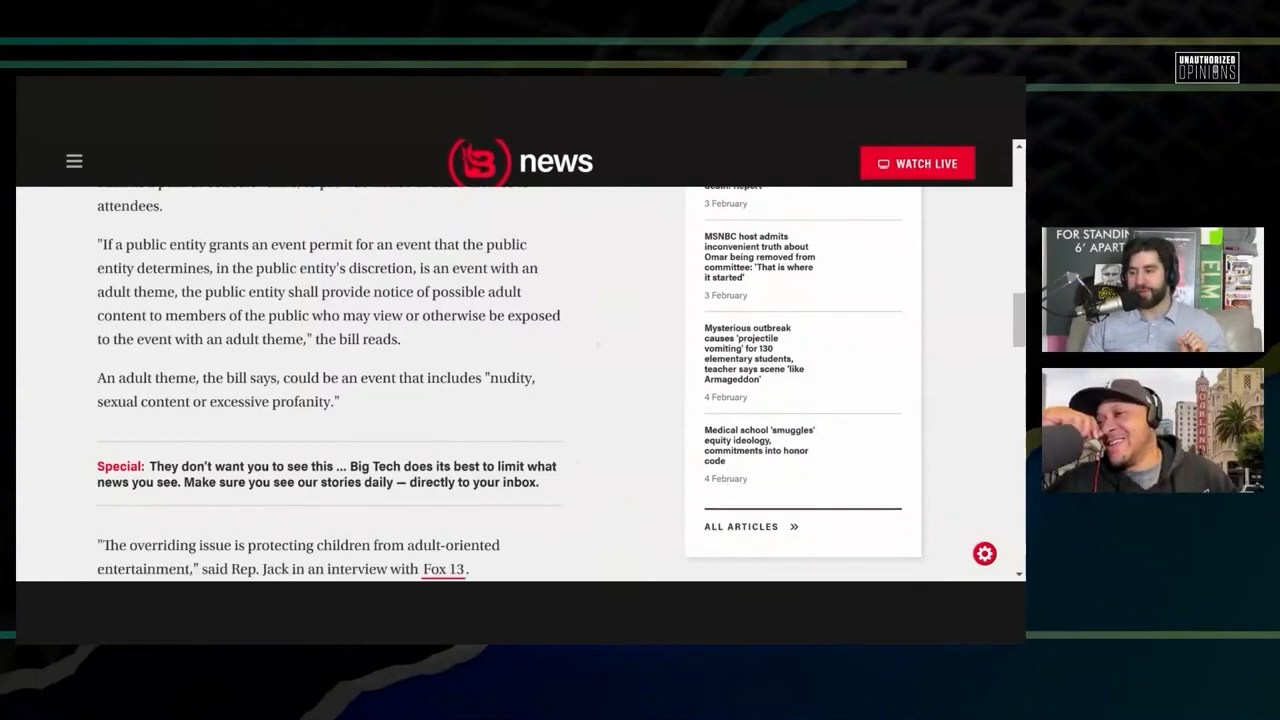 UNAUTHORIZED
OPINIONS
news
WATCH LIVE
attendees.
"If a public entity grants an event permit for an event that the public
entity determines, in the public entity's discretion, is an event with an
adult theme, the public entity shall provide notice of possible adult
content to members of the public who may view or otherwise be exposed
to the event with an adult theme," the bill reads.
An adult theme, the bill says, could be an event that includes "nudity,
sexual content or excessive profanity."
Special: They don't want you to see this ... Big Tech does its best to limit what
news you see. Make sure you see our stories daily — directly to your inbox.
"The overriding issue is protecting children from adult-oriented
entertainment," said Rep. Jack in an interview with Fox 13.
death: report
3 February
MSNBC host admits
inconvenient truth about
Omar being removed from
committee: 'That is where
it started'
3 February
Mysterious outbreak
causes 'projectile
vomiting' for 130
elementary students,
teacher says scene 'like
Armageddon'
4 February
Medical school 'smuggles'
equity ideology,
commitments into honor
code
4 February
ALL ARTICLES »
FOR STANDIN
6' APART
ELM
OAKLAND